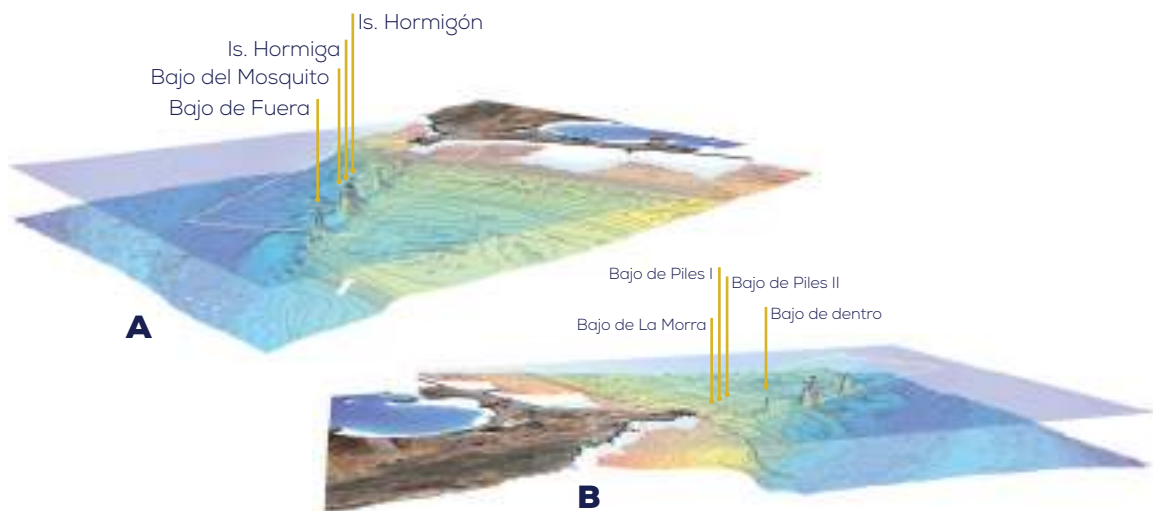 Is. Hormigón
Is. Hormiga
Bajo del Mosquito
Bajo de Fuera
A
Bajo de Piles I
Bajo de Piles II
Bajo de dentro
Bajo de La Morra
B